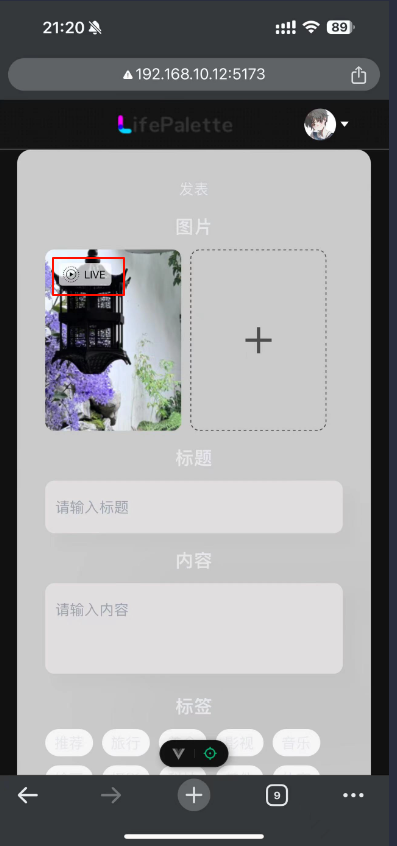 21:20
89
192.168.10.12:5173
LifePalette
发表
图片
LIVE
标题
请输入标题
内容
请输入内容
标签
推荐 旅行 影视 音乐
9